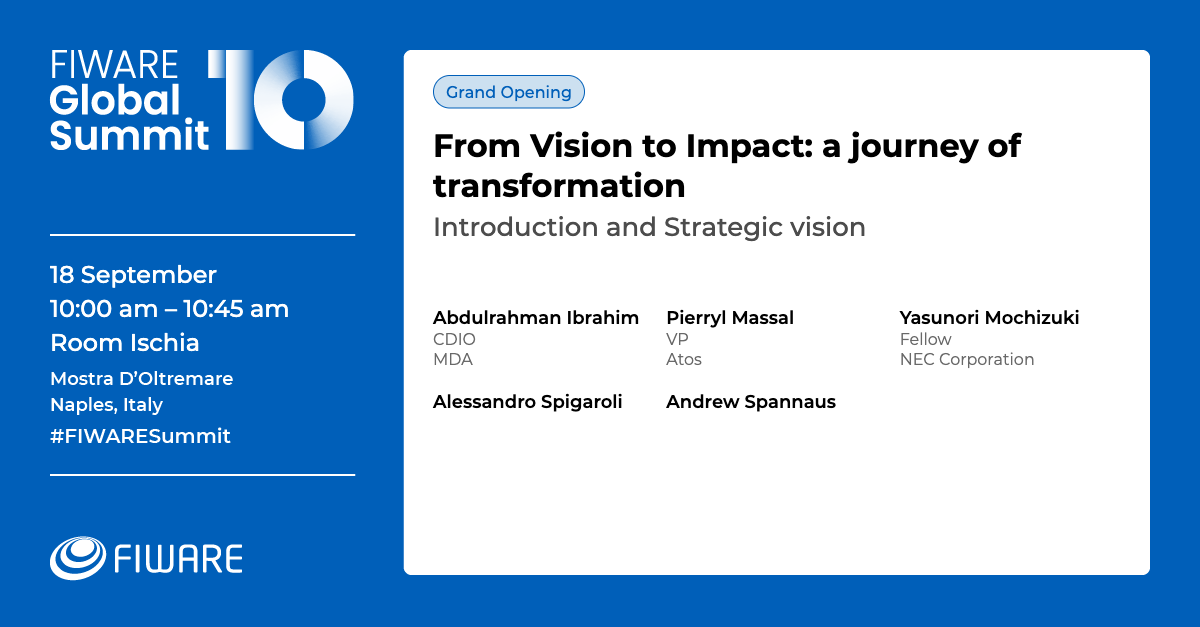 FIWARE
Global
Summit
10
18 September
10:00 am – 10:45 am
Room Ischia
Mostra D’Oltremare
Naples, Italy
#FIWARESummit
FIWARE
Grand Opening
From Vision to Impact: a journey of
transformation
Introduction and Strategic vision
Abdulrahman Ibrahim
CDIO
MDA
Pierryl Massal
VP
Atos
Yasunori Mochizuki
Fellow
NEC Corporation
Alessandro Spigaroli
Andrew Spannaus